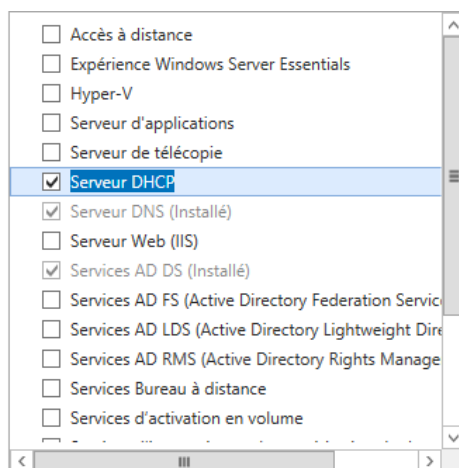 Accès à distance
Expérience Windows Server Essentials
Hyper-V
Serveur d'applications
Serveur de télécopie
Serveur DHCP
Serveur DNS (Installé)
Serveur Web (IIS)
Services AD DS (Installé)
Services AD FS (Active Directory Federation Servic
Services AD LDS (Active Directory Lightweight Dire
Services AD RMS (Active Directory Rights Manage
Services Bureau à distance
Services d’activation en volume